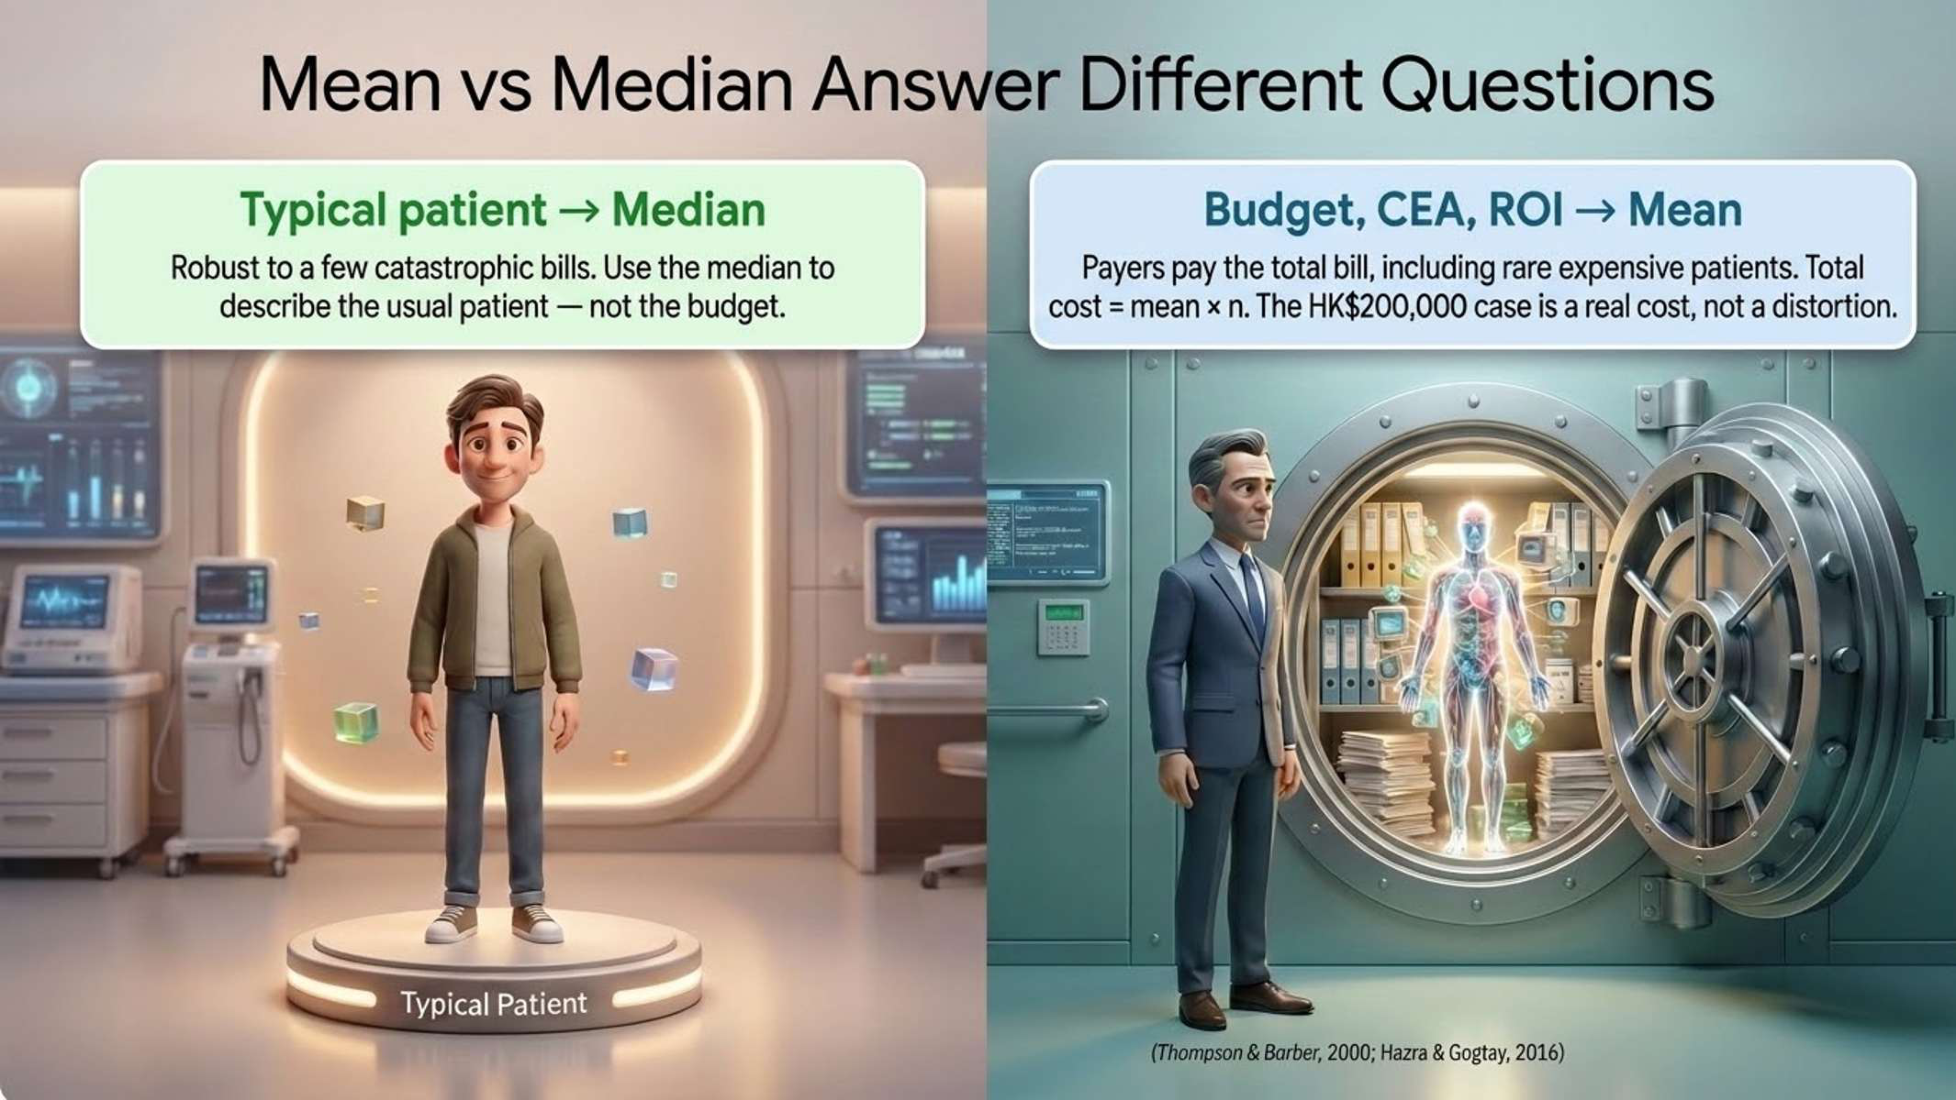 Mean vs Median Answer Different Questions
Typical patient → Median
Robust to a few catastrophic bills. Use the median to
describe the usual patient — not the budget.
Budget, CEA, ROI → Mean
Payers pay the total bill, including rare expensive patients. Total
cost = mean × n. The HK$200,000 case is a real cost, not a distortion.
Typical Patient
(Thompson & Barber, 2000; Hazra & Gogtay, 2016)